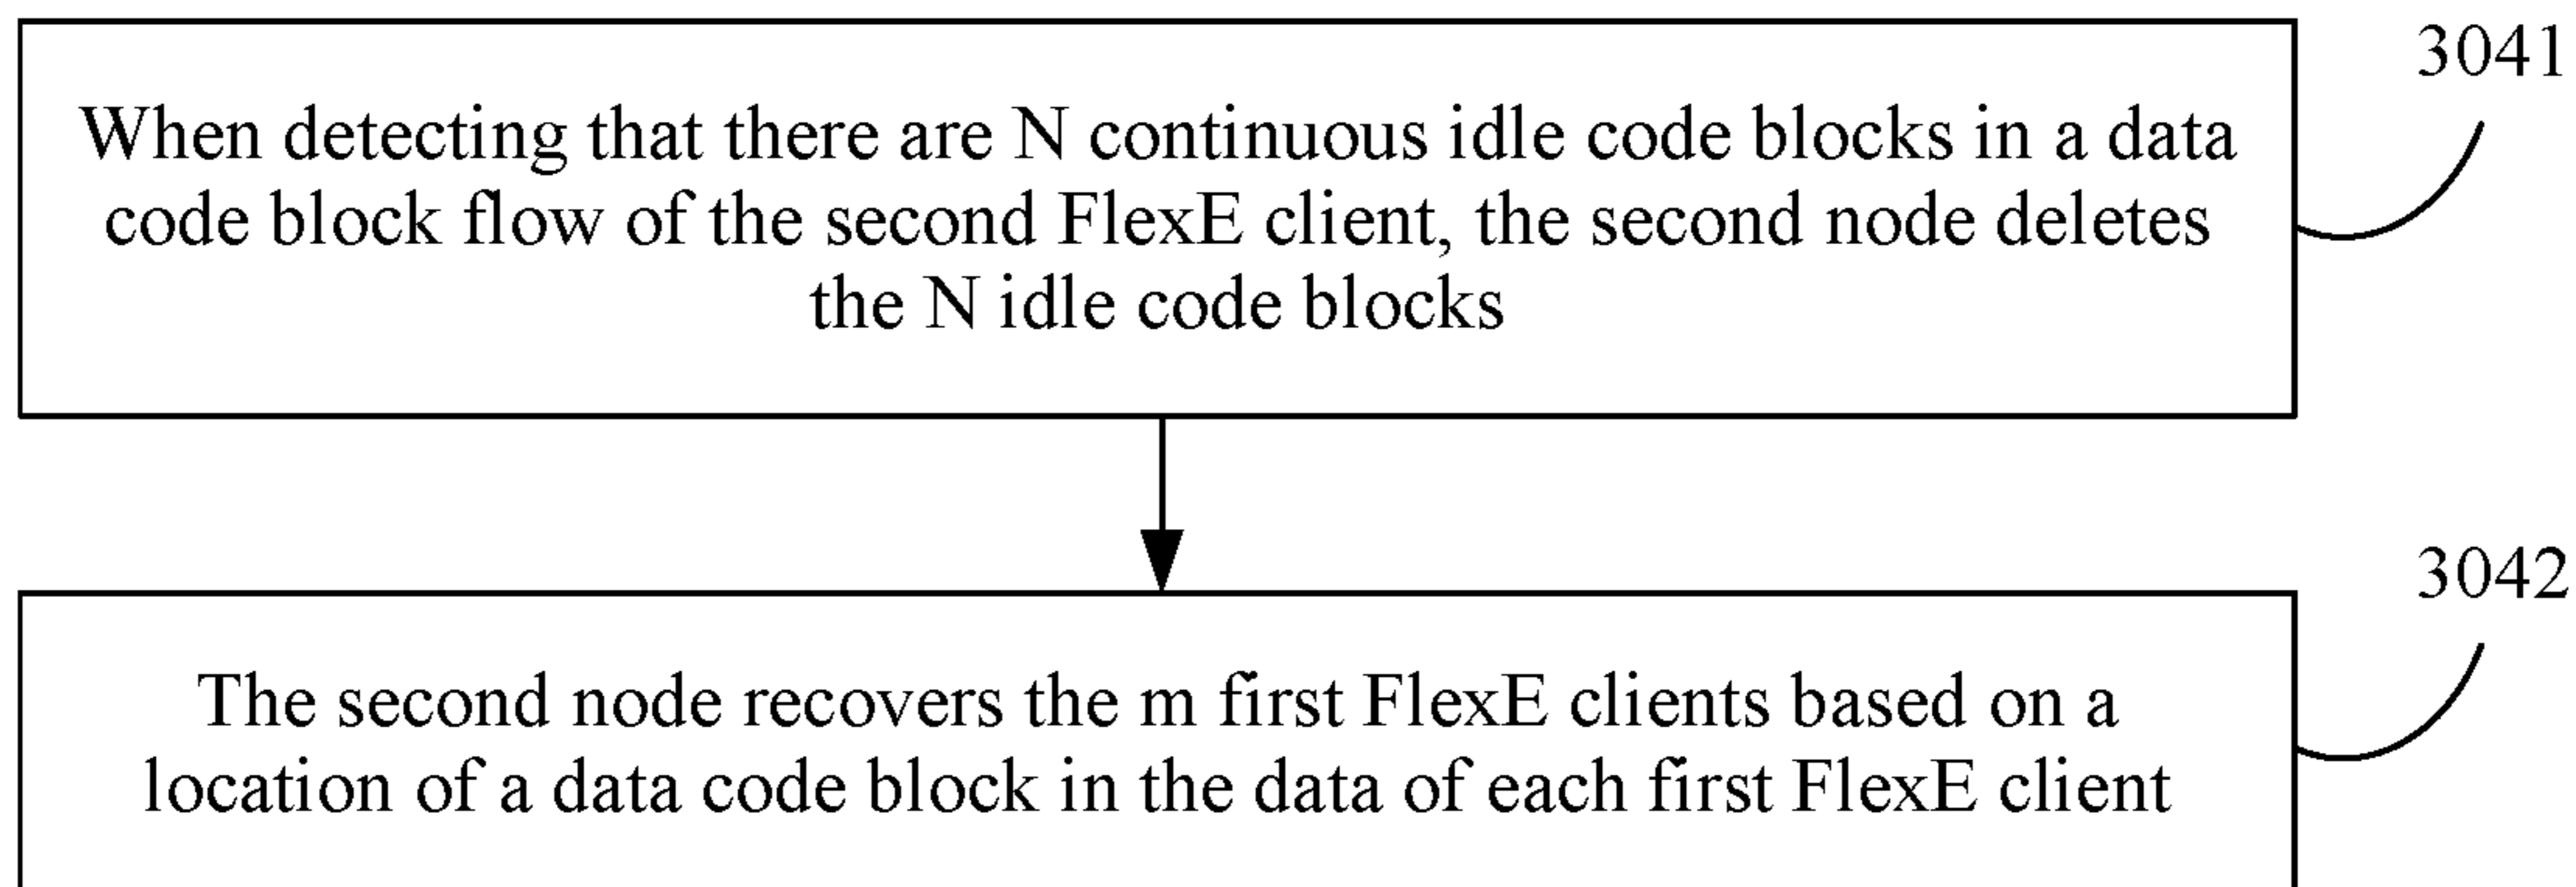 3041
When detecting that there are N continuous idle code blocks in a data
code block flow of the second FlexE client, the second node deletes
the N idle code blocks
3042
The second node recovers the m first FlexE clients based on a
location of a data code block in the data of each first FlexE client